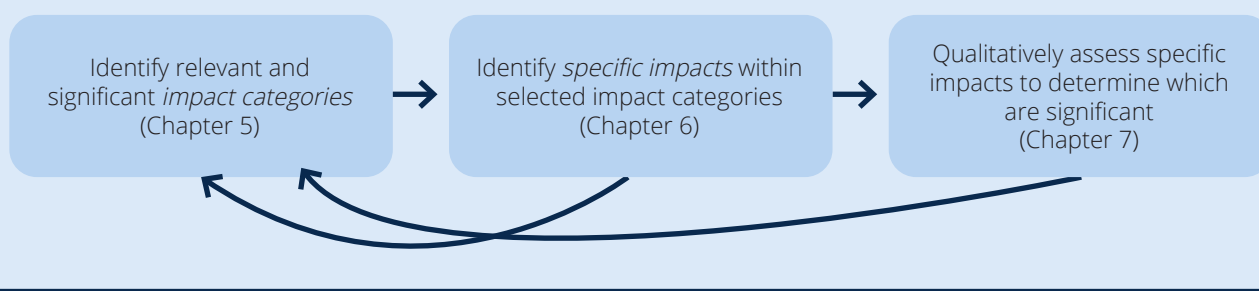 Identify relevant and
significant impact categories
(Chapter 5)
Identify specific impacts within
selected impact categories
(Chapter 6)
Qualitatively assess specific
impacts to determine which
are significant
(Chapter 7)